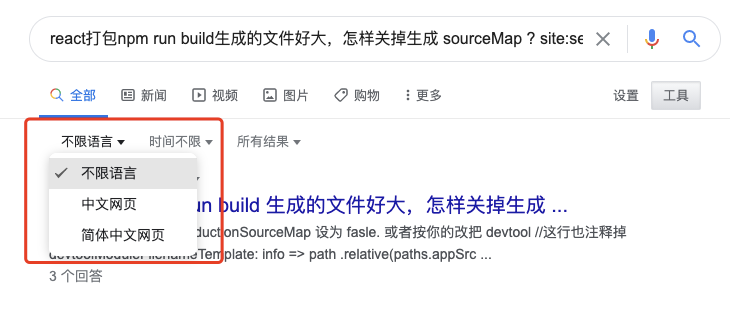 react打包npm run build生成的文件好大，怎样关掉生成 sourceMap ? site:se
全部 新闻 视频 图片 购物 更多 设置 工具
不限语言 时间不限 所有结果
不限语言
中文网页
简体中文网页
un build 生成的文件好大，怎样关掉生成 ...
ductionSourceMap 设为 fasle. 或者按你的改把 devtool //这行也注释掉
info => path .relative(paths.appSrc ...
3 个回答